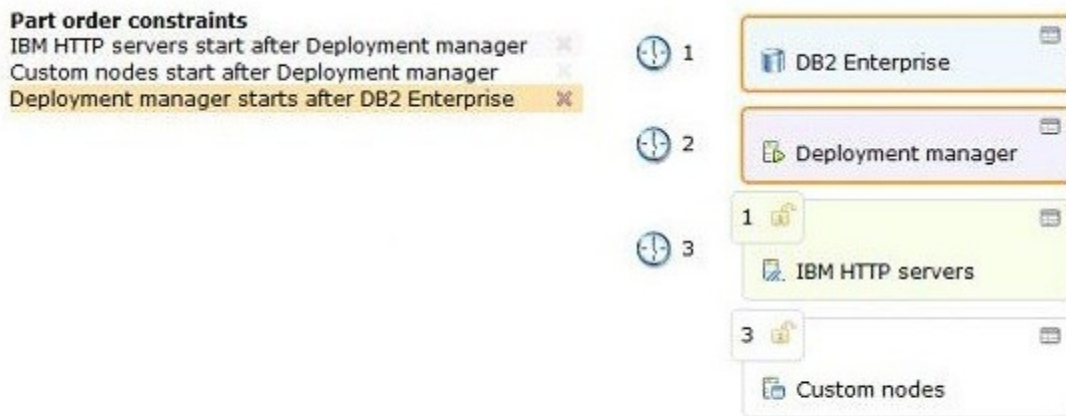 Part order constraints
IBM HTTP servers start after Deployment manager
Custom nodes start after Deployment manager
Deployment manager starts after DB2 Enterprise
1
DB2 Enterprise
2
Deployment manager
3
1
IBM HTTP servers
3
Custom nodes